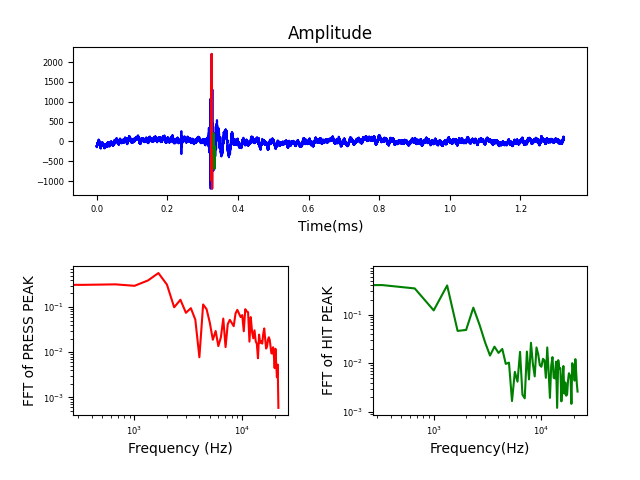 Amplitude
2000
1500
1000
500
0
−500
−1000
0.0 0.2 0.4 0.6 0.8 1.0 1.2
Time(ms)
FFT of PRESS PEAK
10⁻¹
10⁻²
10⁻³
10³ 10⁴
Frequency (Hz)
FFT of HIT PEAK
10⁻¹
10⁻²
10⁻³
10³ 10⁴
Frequency(Hz)